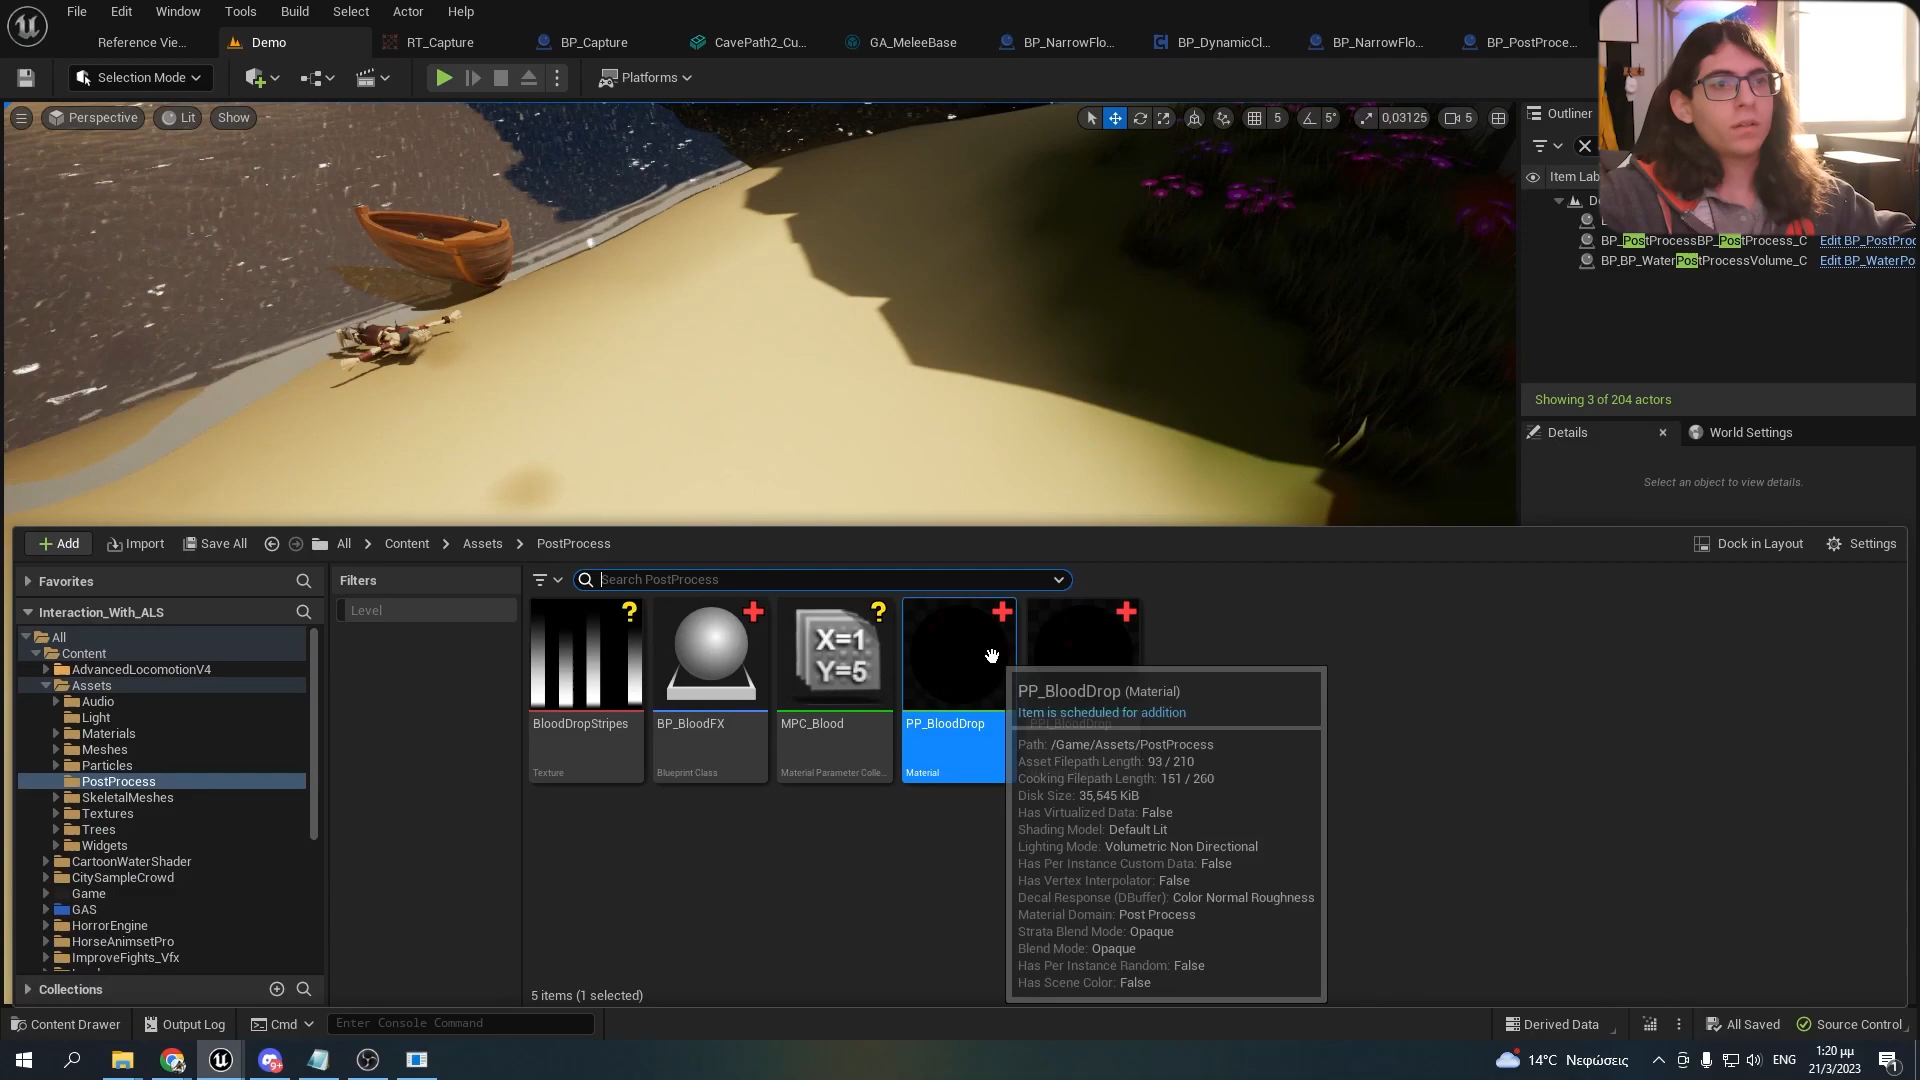 File Edit Window Tools Build Select Actor Help
Reference Vie... Demo RT_Capture BP_Capture CavePath2_Cu... GA_MeleeBase BP_NarrowFlo... BP_DynamicCl... BP_NarrowFlo... BP_PostProce...
Selection Mode Platforms
Perspective Lit Show 5 5° 0,03125 5
Outliner
Item Lab
BP_PostProcessBP_PostProcess_C Edit BP_PostProc
BP_BP_WaterPostProcessVolume_C Edit BP_WaterPo
Showing 3 of 204 actors
Details World Settings
Select an object to view details.
Add Import Save All All Content Assets PostProcess Dock in Layout Settings
Favorites
Filters
Search PostProcess
Interaction_With_ALS
Level
All
Content
AdvancedLocomotionV4
Assets
Audio
Light
Materials
Meshes
Particles
PostProcess
SkeletalMeshes
Textures
Trees
Widgets
CartoonWaterShader
CitySampleCrowd
Game
GAS
HorrorEngine
HorseAnimsetPro
ImproveFights_Vfx
Collections
X=1
Y=5
BloodDropStripes BP_BloodFX MPC_Blood PP_BloodDrop
Texture Blueprint Class Material Parameter Colle... Material
PP_BloodDrop (Material)
Item is scheduled for addition
Path: /Game/Assets/PostProcess
Asset Filepath Length: 93 / 210
Cooking Filepath Length: 151 / 260
Disk Size: 35,545 KiB
Has Virtualized Data: False
Shading Model: Default Lit
Lighting Mode: Volumetric Non Directional
Has Per Instance Custom Data: False
Has Vertex Interpolator: False
Decal Response (DBuffer): Color Normal Roughness
Material Domain: Post Process
Strata Blend Mode: Opaque
Blend Mode: Opaque
Has Per Instance Random: False
Has Scene Color: False
5 items (1 selected)
Content Drawer Output Log Cmd Enter Console Command Derived Data All Saved Source Control
14°C Νεφώσεις ENG 1:20 μμ
21/3/2023